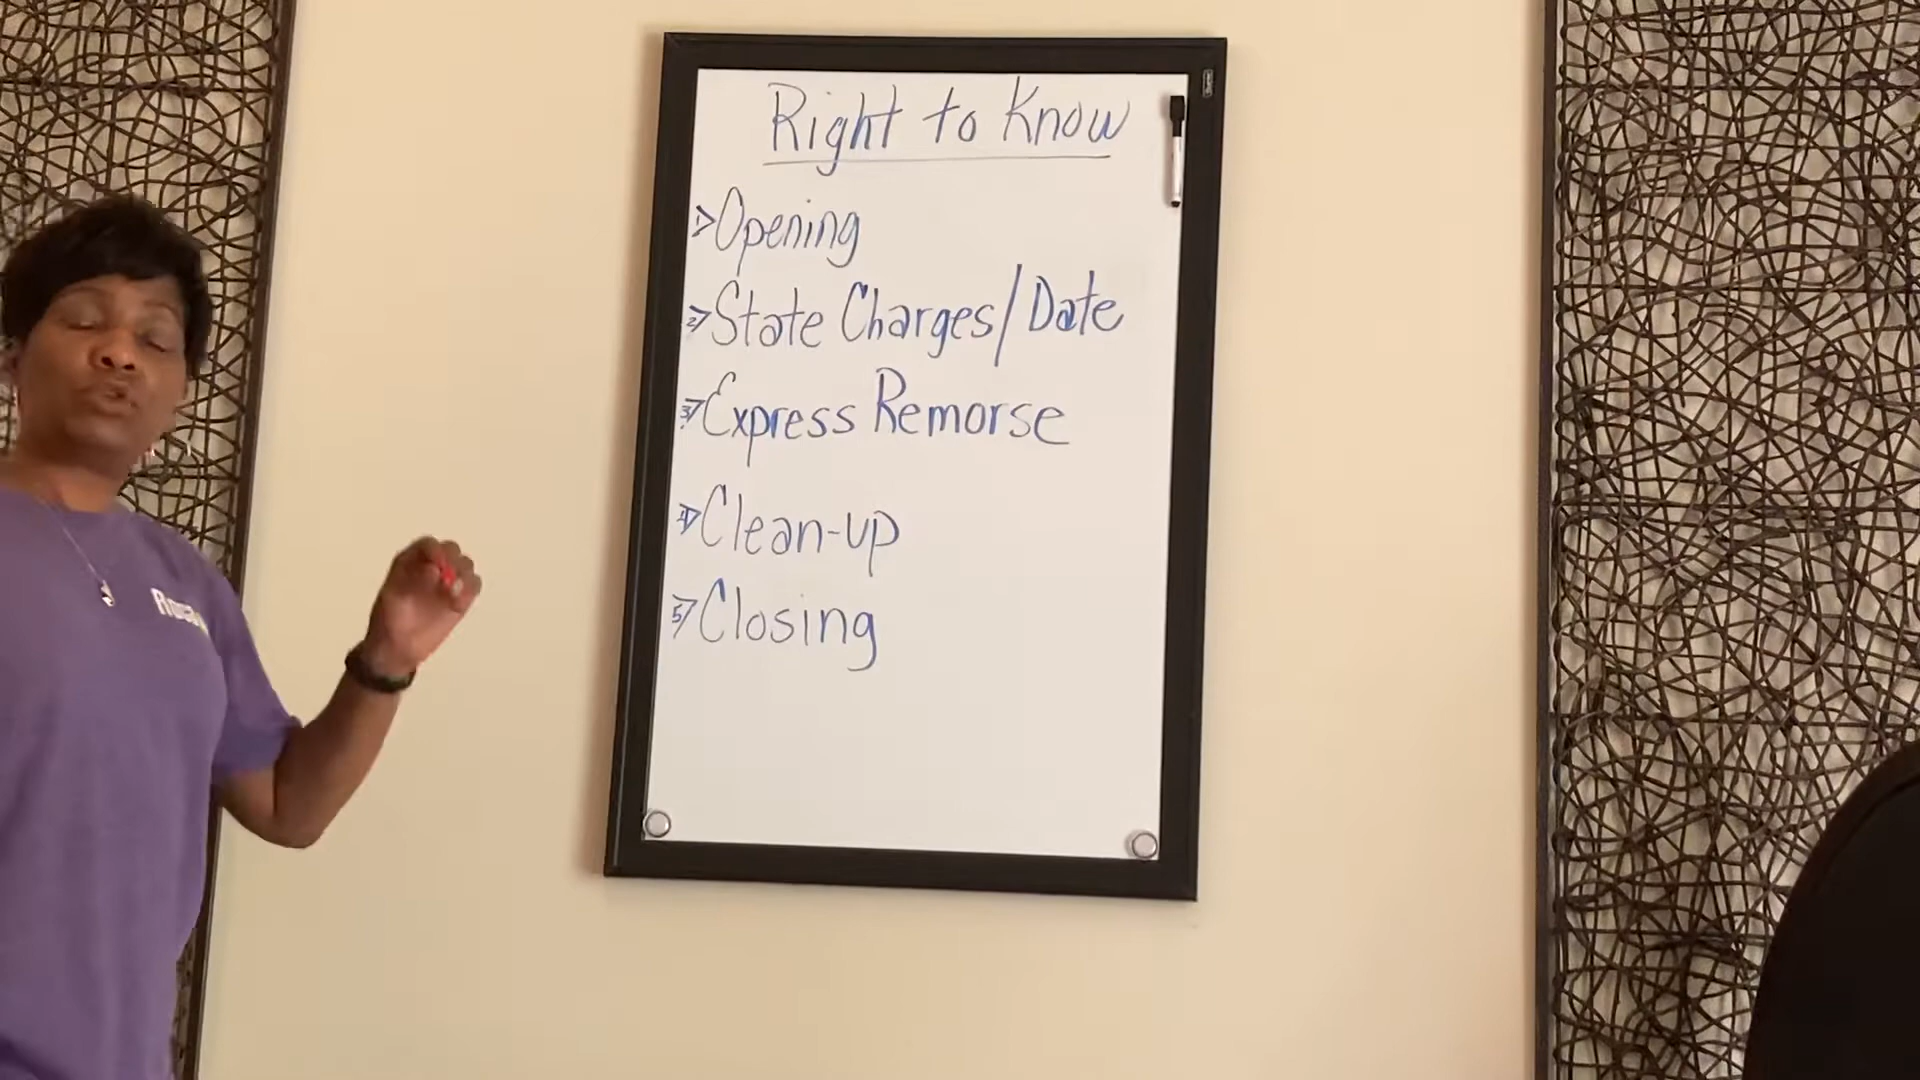 Right to Know
1) Opening
2) State Charges/Date
3) Express Remorse
4) Clean-up
5) Closing